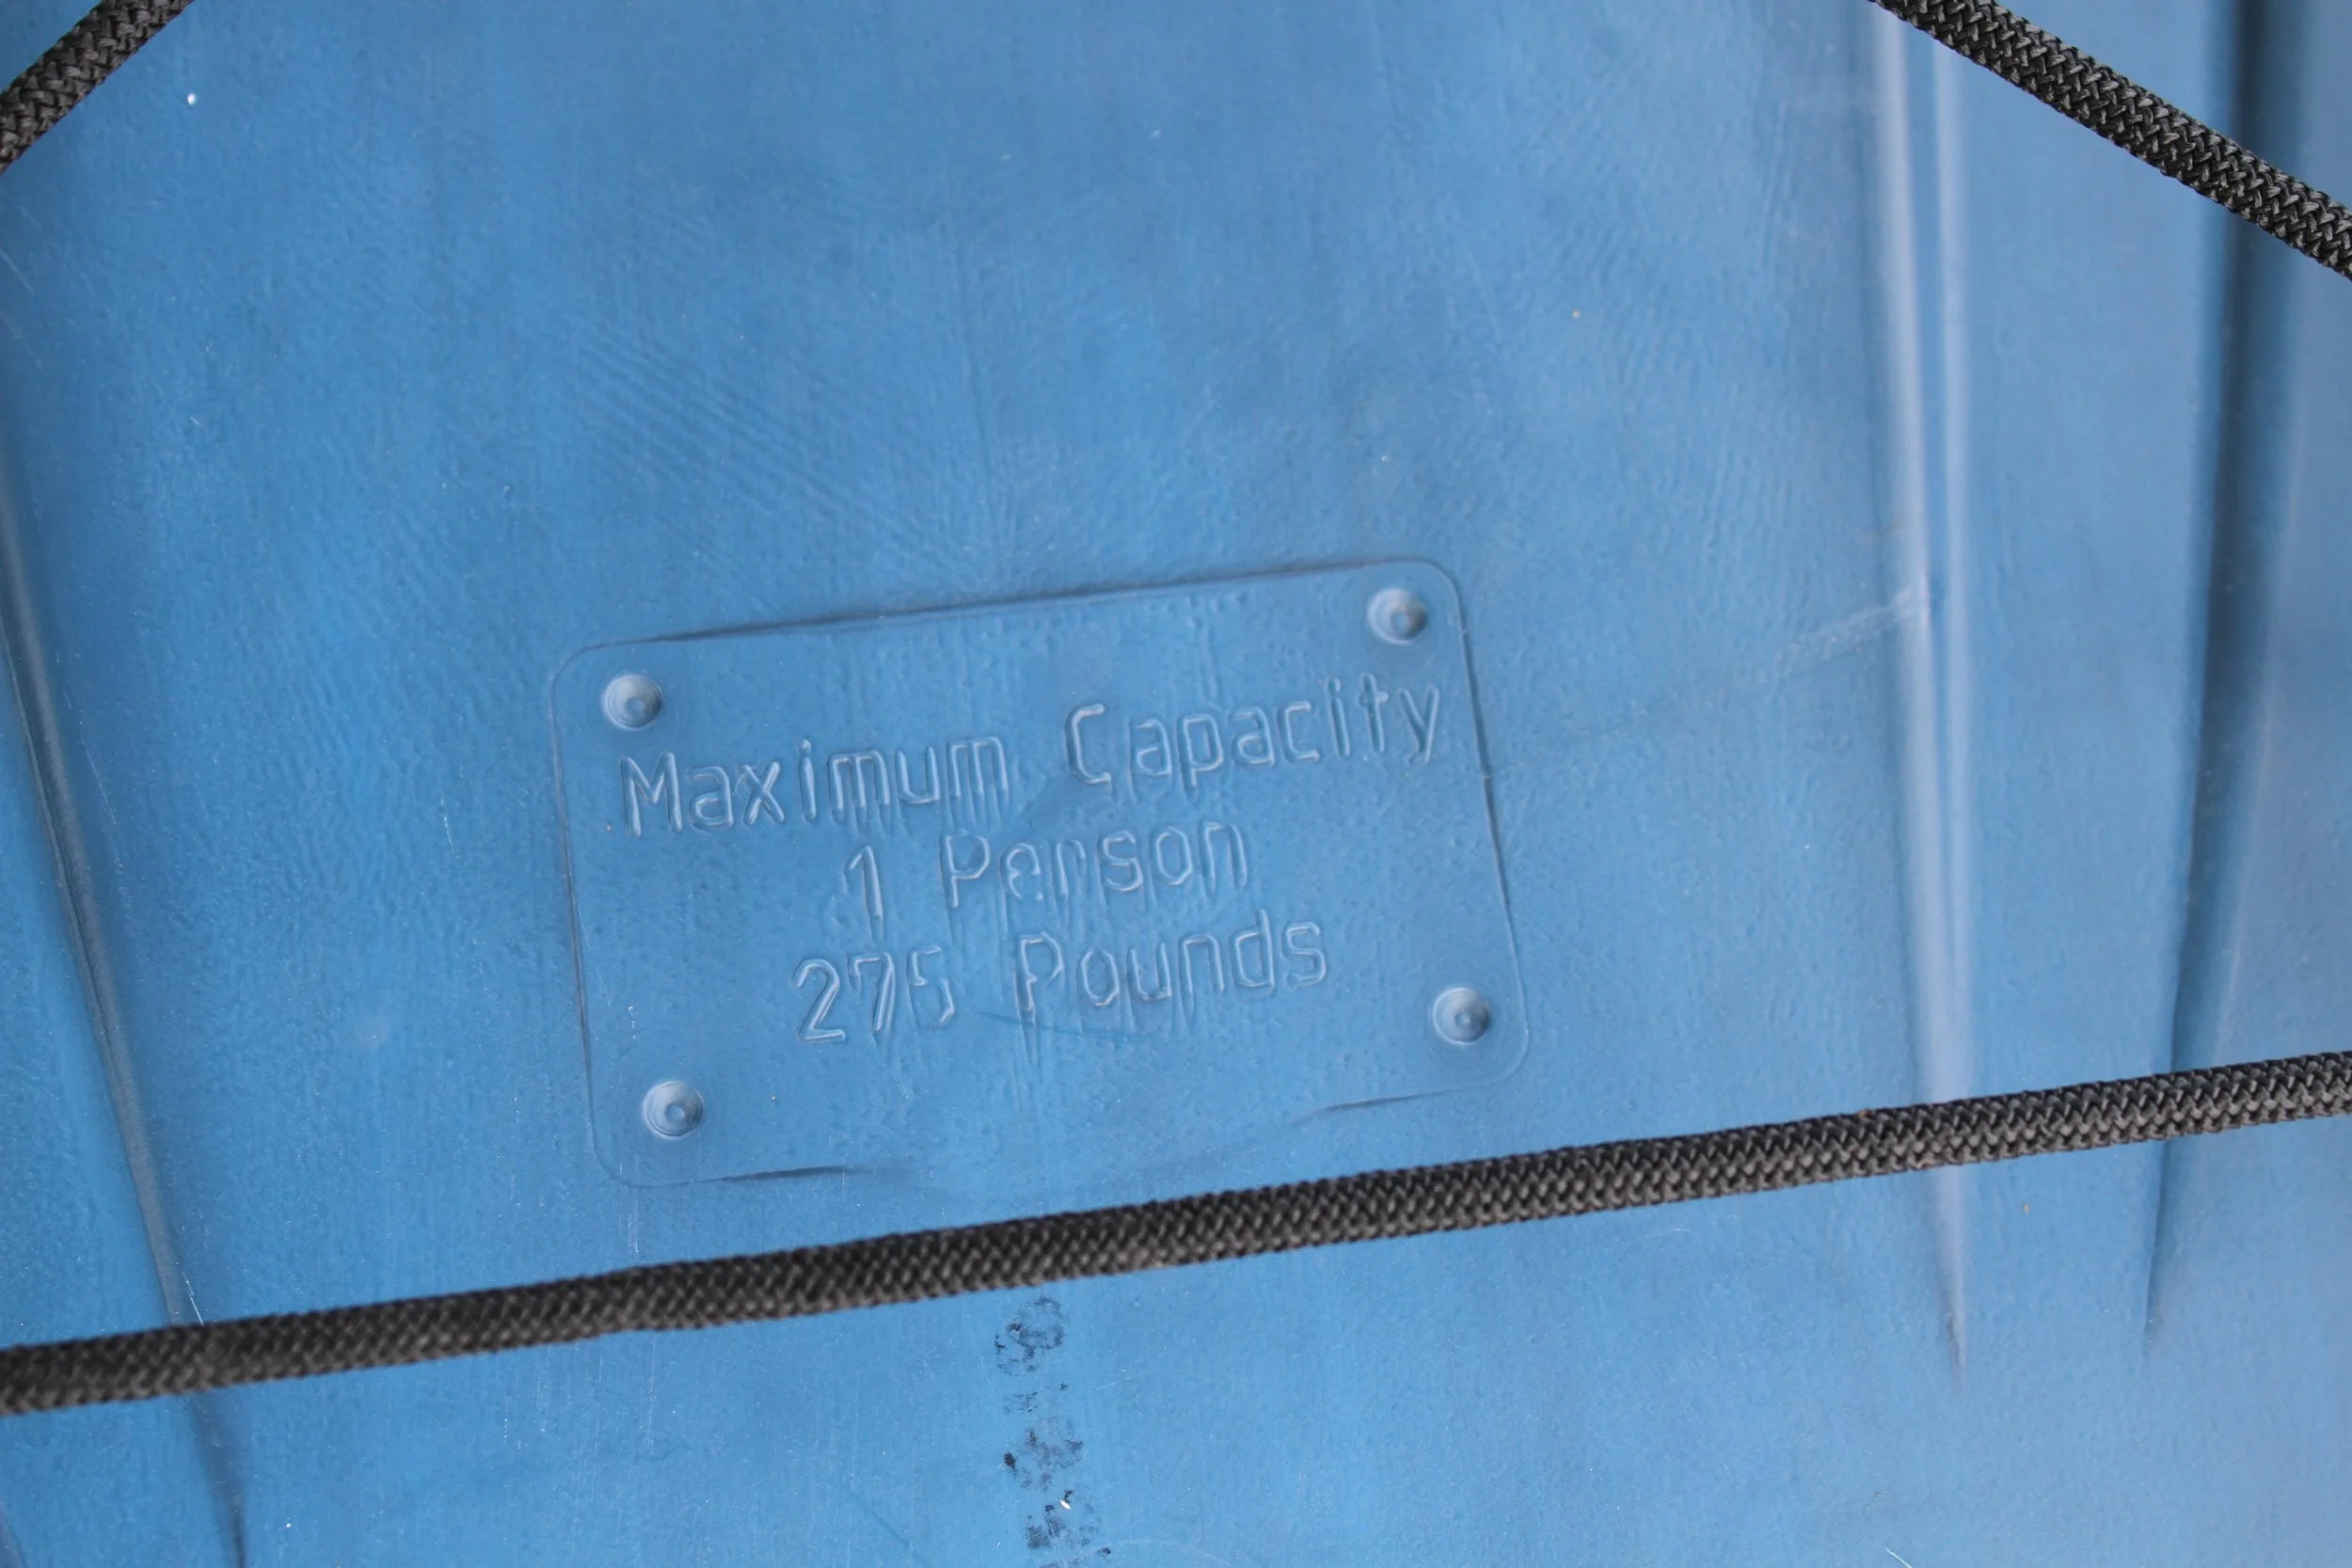 Maximum Capacity
1 Person
275 Pounds